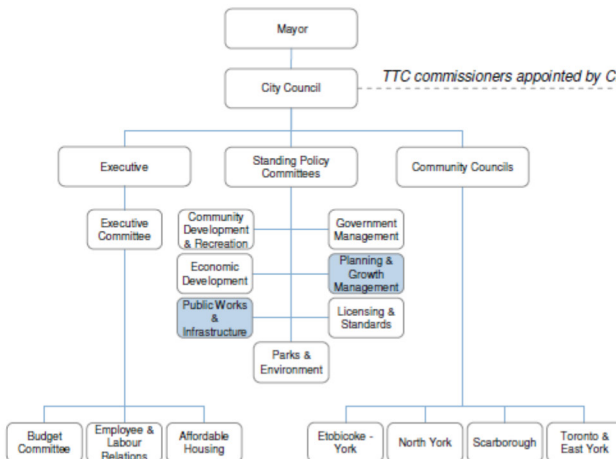 Mayor
City Council
TTC commissioners appointed by C
Executive
Standing Policy
Committees
Community Councils
Executive
Committee
Community
Development
& Recreation
Government
Management
Economic
Development
Planning &
Growth
Management
Public Works
&
Infrastructure
Licensing &
Standards
Parks &
Environment
Budget
Committee
Employee &
Labour
Relations
Affordable
Housing
Etobicoke -
York
North York
Scarborough
Toronto &
East York